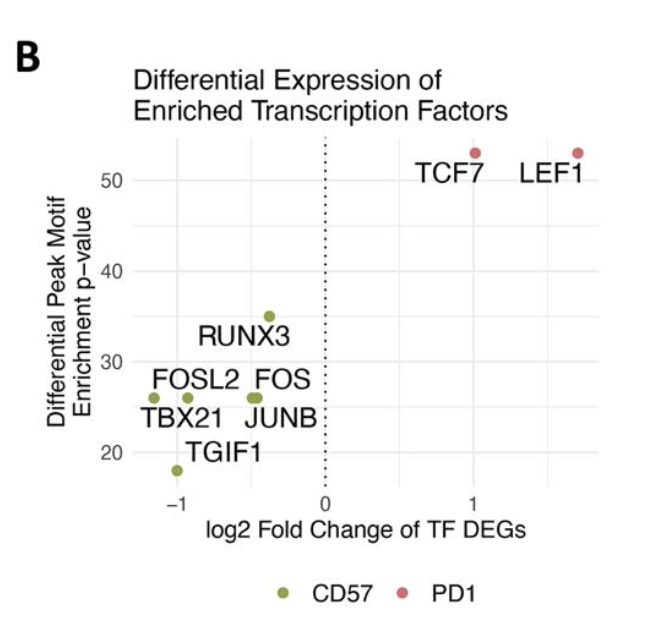 B
Differential Expression of
Enriched Transcription Factors
Differential Peak Motif
Enrichment p−value
50
40
30
20
TCF7 LEF1
RUNX3
FOSL2 FOS
TBX21 JUNB
TGIF1
−1 0 1
log2 Fold Change of TF DEGs
CD57 PD1